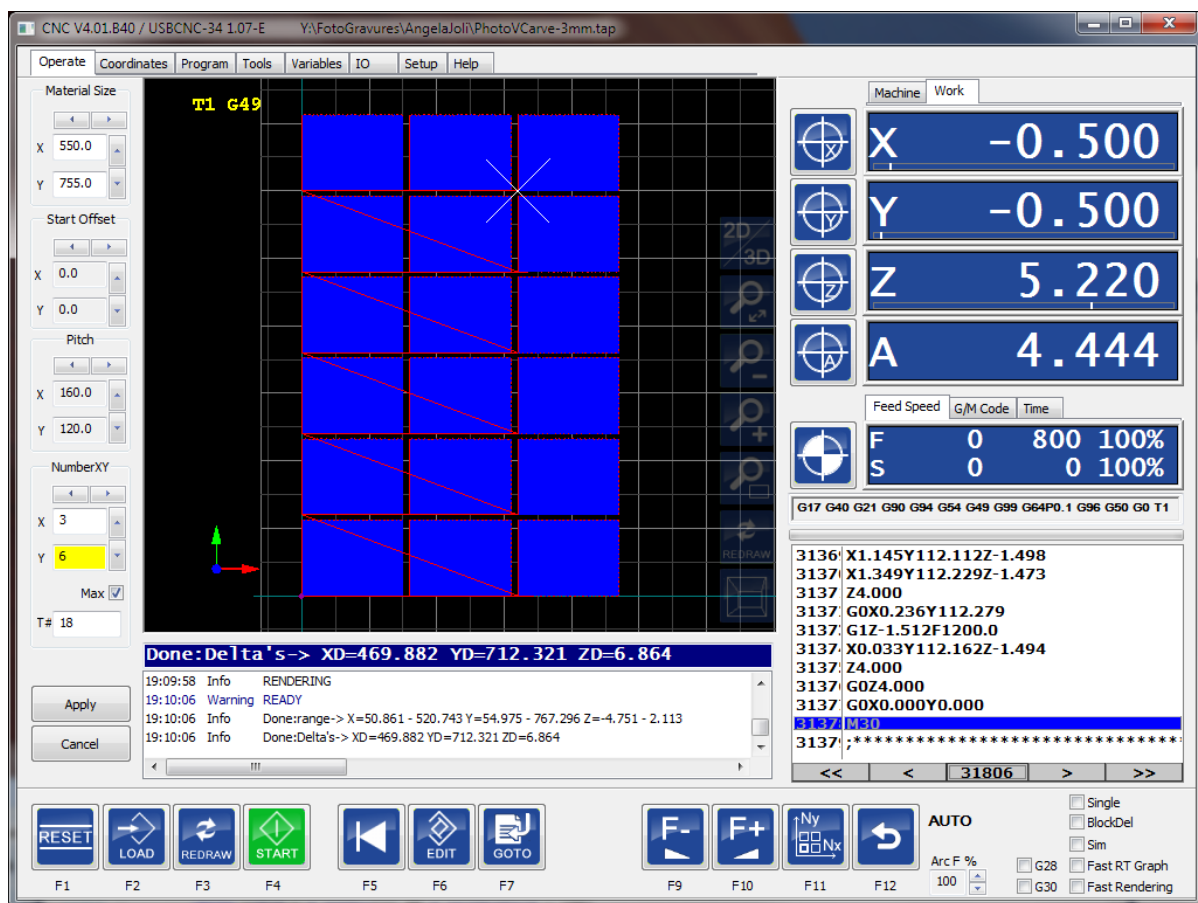 CNC V4.01.B40 / USBCNC-34 1.07-E Y:\FotoGravures\AngelaJoli\PhotoVCarve-3mm.tap
Operate Coordinates Program Tools Variables IO Setup Help
Material Size
X 550.0
Y 755.0
Start Offset
X 0.0
Y 0.0
Pitch
X 160.0
Y 120.0
NumberXY
X 3
Y 6
Max
T# 18
Apply
Cancel
T1 G49
2D/3D
REDRAW
Done:Delta's-> XD=469.882 YD=712.321 ZD=6.864
19:09:58 Info RENDERING
19:10:06 Warning READY
19:10:06 Info Done:range-> X=50.861 - 520.743 Y=54.975 - 767.296 Z=-4.751 - 2.113
19:10:06 Info Done:Delta's-> XD=469.882 YD=712.321 ZD=6.864
Machine Work
X X -0.500
Y Y -0.500
Z Z 5.220
A A 4.444
Feed Speed G/M Code Time
F 0 800 100%
S 0 0 100%
G17 G40 G21 G90 G94 G54 G49 G99 G64P0.1 G96 G50 G0 T1
X1.145Y112.112Z-1.498
X1.349Y112.229Z-1.473
Z4.000
G0X0.236Y112.279
G1Z-1.512F1200.0
X0.033Y112.162Z-1.494
Z4.000
G0Z4.000
G0X0.000Y0.000
M30
;*******************************
<< < 31806 > >>
RESET LOAD REDRAW START EDIT GOTO F- F+ Ny Nx
F1 F2 F3 F4 F5 F6 F7 F9 F10 F11 F12
AUTO
Arc F %
100
Single
BlockDel
Sim
G28 Fast RT Graph
G30 Fast Rendering